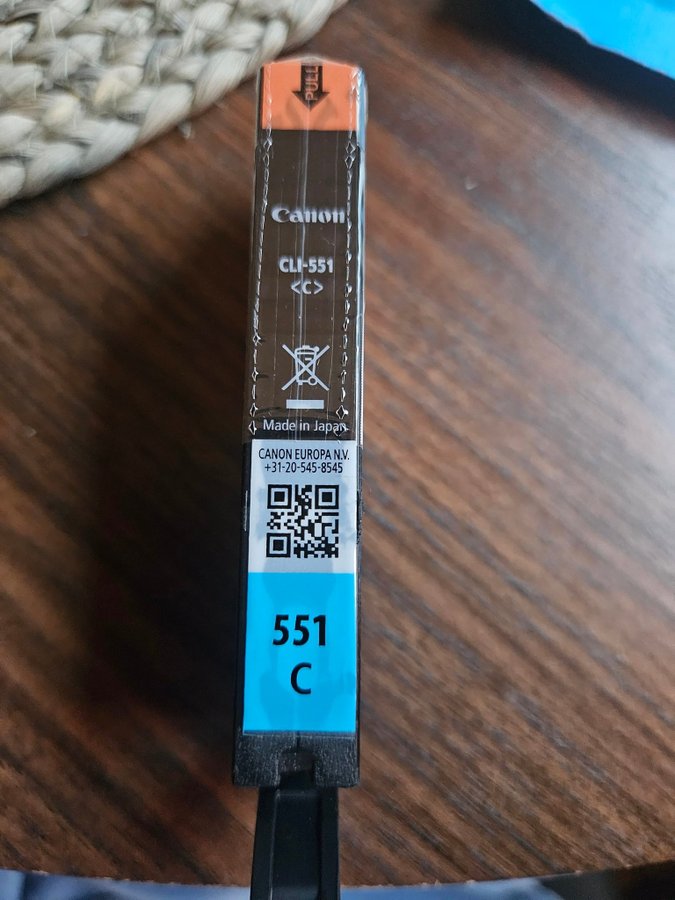 PULL
Canon
CLI-551
<C>
Made in Japan
CANON EUROPA N.V.
+31-20-545-8545
551
C